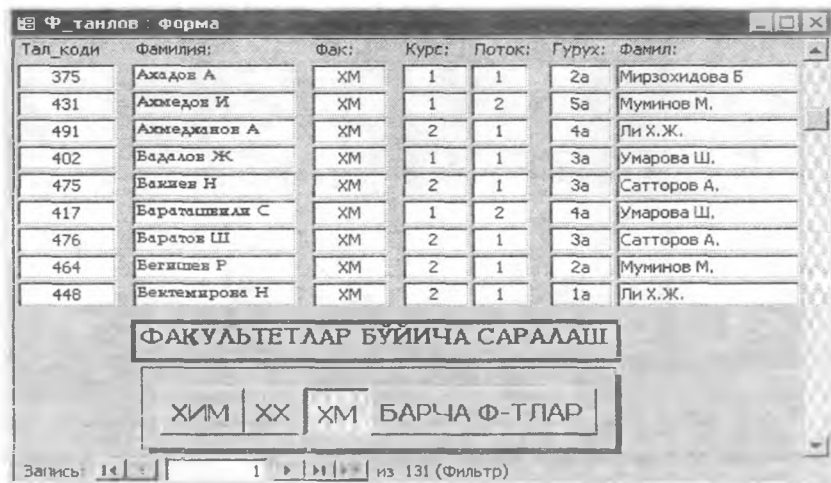 Ф_танлов : форма
Тал_коди Фамилия: Фак: Курс: Поток: Гурух: Фамил:
375 Ахадов А ХМ 1 1 2а Мирзохидова Б
431 Ахмедов И ХМ 1 2 5а Муминов М.
491 Ахмеджанов А ХМ 2 1 4а Ли Х.Ж.
402 Бадалов Ж ХМ 1 1 3а Умарова Ш.
475 Бакиев Н ХМ 2 1 3а Сатторов А.
417 Бараташвили С ХМ 1 2 4а Умарова Ш.
476 Баратов Ш ХМ 2 1 3а Сатторов А.
464 Бегишев Р ХМ 2 1 2а Муминов М.
448 Бектемирова Н ХМ 2 1 1а Ли Х.Ж.
ФАКУЛЬТЕТЛАР БЎЙИЧА САРАЛАШ
ХИМ ХХ ХМ БАРЧА Ф-ТЛАР
Запись: 1 из 131 (Фильтр)